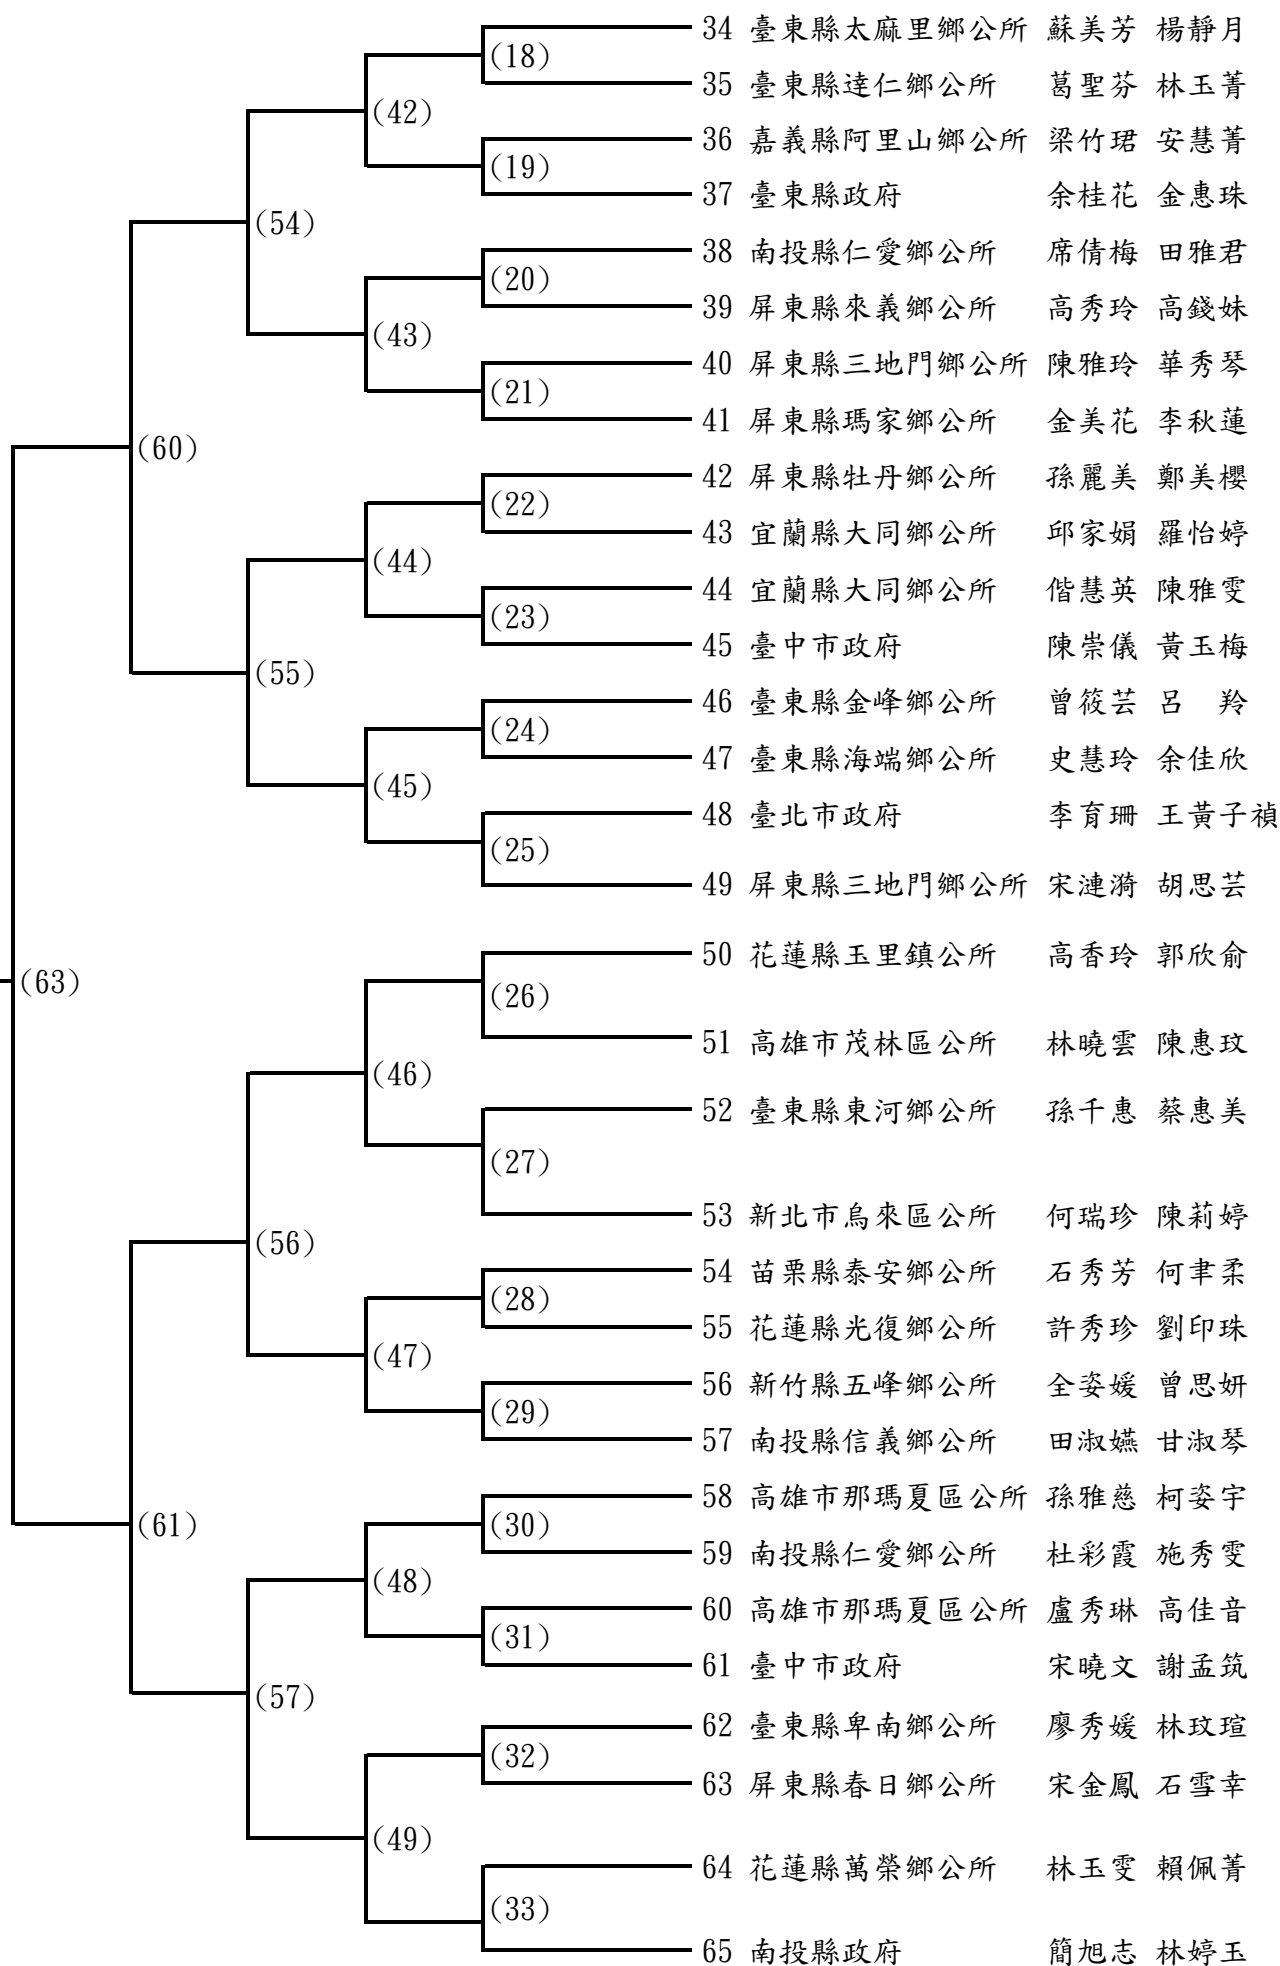 34 臺東縣太麻里鄉公所 蘇美芳 楊靜月
(18)
35 臺東縣達仁鄉公所 葛聖芬 林玉菁
(42)
36 嘉義縣阿里山鄉公所 梁竹珺 安慧菁
(19)
37 臺東縣政府 余桂花 金惠珠
(54)
38 南投縣仁愛鄉公所 席倩梅 田雅君
(20)
39 屏東縣來義鄉公所 高秀玲 高錢妹
(43)
40 屏東縣三地門鄉公所 陳雅玲 華秀琴
(21)
41 屏東縣瑪家鄉公所 金美花 李秋蓮
(60)
42 屏東縣牡丹鄉公所 孫麗美 鄭美櫻
(22)
43 宜蘭縣大同鄉公所 邱家娟 羅怡婷
(44)
44 宜蘭縣大同鄉公所 偕慧英 陳雅雯
(23)
45 臺中市政府 陳崇儀 黃玉梅
(55)
46 臺東縣金峰鄉公所 曾筱芸 呂　羚
(24)
47 臺東縣海端鄉公所 史慧玲 余佳欣
(45)
48 臺北市政府 李育珊 王黃子禎
(25)
49 屏東縣三地門鄉公所 宋漣漪 胡思芸
50 花蓮縣玉里鎮公所 高香玲 郭欣俞
(63)
(26)
51 高雄市茂林區公所 林曉雲 陳惠玟
(46)
52 臺東縣東河鄉公所 孫千惠 蔡惠美
(27)
53 新北市烏來區公所 何瑞珍 陳莉婷
(56)
54 苗栗縣泰安鄉公所 石秀芳 何聿柔
(28)
55 花蓮縣光復鄉公所 許秀珍 劉印珠
(47)
56 新竹縣五峰鄉公所 全姿媛 曾思妍
(29)
57 南投縣信義鄉公所 田淑嬿 甘淑琴
58 高雄市那瑪夏區公所 孫雅慈 柯姿宇
(61)
(30)
59 南投縣仁愛鄉公所 杜彩霞 施秀雯
(48)
60 高雄市那瑪夏區公所 盧秀琳 高佳音
(31)
61 臺中市政府 宋曉文 謝孟筑
(57)
62 臺東縣卑南鄉公所 廖秀媛 林玟瑄
(32)
63 屏東縣春日鄉公所 宋金鳳 石雪幸
(49)
64 花蓮縣萬榮鄉公所 林玉雯 賴佩菁
(33)
65 南投縣政府 簡旭志 林婷玉